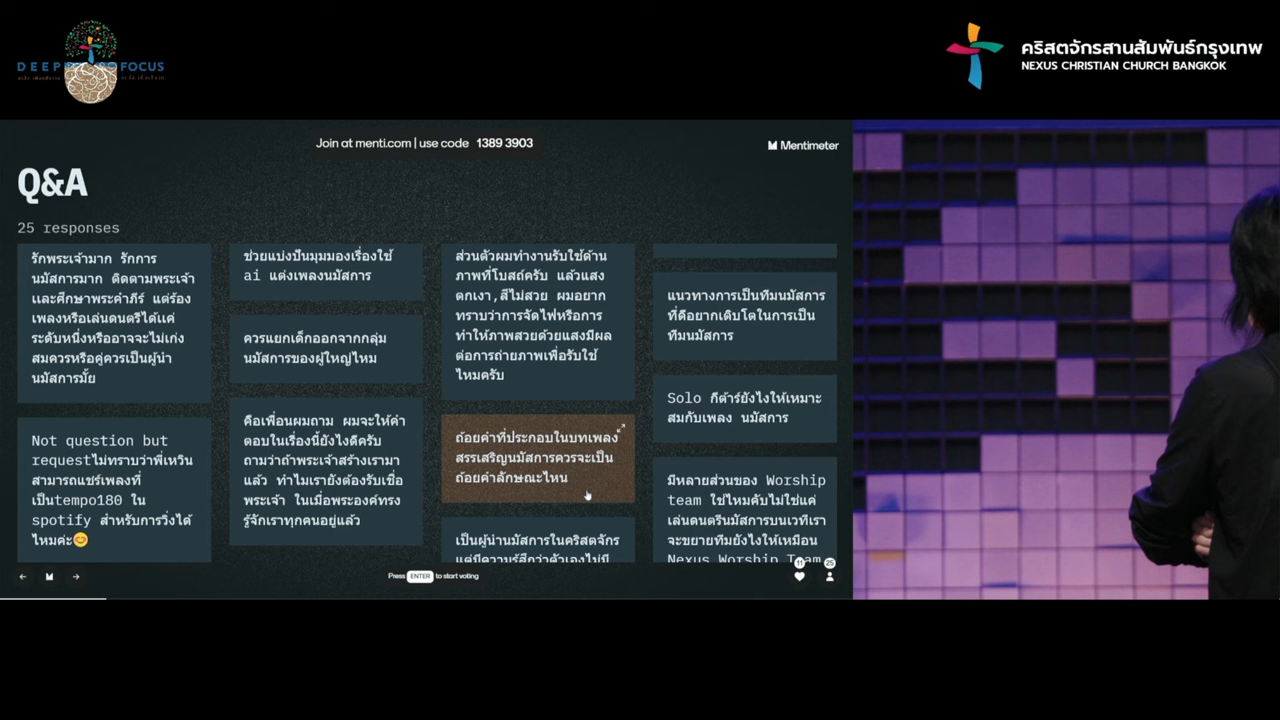 DEEP FOCUS
คริสตจักรสานสัมพันธ์กรุงเทพ
NEXUS CHRISTIAN CHURCH BANGKOK
Join at menti.com | use code 1389 3903
Mentimeter
Q&A
25 responses
รักพระเจ้ามาก รักการ
นมัสการมาก ติดตามพระเจ้า
และศึกษาพระคำภีร์ แต่ร้อง
เพลงหรือเล่นดนตรีได้แค่
ระดับหนึ่งหรืออาจจะไม่เก่ง
สมควรหรือคู่ควรเป็นผู้นำ
นมัสการมั้ย
Not question but
requestไม่ทราบว่าพี่เหวิน
สามารถแชร์เพลงที่
เป็นtempo180 ใน
spotify สำหรับการวิ่งได้
ไหมค่ะ😊
ช่วยแบ่งปันมุมมองเรื่องใช้
ai แต่งเพลงนมัสการ
ควรแยกเด็กออกจากกลุ่ม
นมัสการของผู้ใหญ่ไหม
คือเพื่อนผมถาม ผมจะให้คำ
ตอบในเรื่องนี้ยังไงดีครับ
ถามว่าถ้าพระเจ้าสร้างเรามา
แล้ว ทำไมเรายังต้องรับเชื่อ
พระเจ้า ในเมื่อพระองค์ทรง
รู้จักเราทุกคนอยู่แล้ว
ส่วนตัวผมทำงานรับใช้ด้าน
ภาพที่โบสถ์ครับ แล้วแสง
ตกเงา,สีไม่สวย ผมอยาก
ทราบว่าการจัดไฟหรือการ
ทำให้ภาพสวยด้วยแสงมีผล
ต่อการถ่ายภาพเพื่อรับใช้
ไหมครับ
ถ้อยคำที่ประกอบในบทเพลง
สรรเสริญนมัสการควรจะเป็น
ถ้อยคำลักษณะไหน
เป็นผู้นำนมัสการในคริสตจักร
แต่มีความรู้สึกว่าตัวเองไม่มี
แนวทางการเป็นทีมนมัสการ
ที่ดีอยากเติบโตในการเป็น
ทีมนมัสการ
Solo กีต้าร์ยังไงให้เหมาะ
สมกับเพลง นมัสการ
มีหลายส่วนของ Worship
team ใช่ไหมคับไม่ใช่แค่
เล่นดนตรีนมัสการบนเวทีเรา
จะขยายทีมยังไงให้เหมือน
Nexus Worship Team
Press ENTER to start voting
11
25